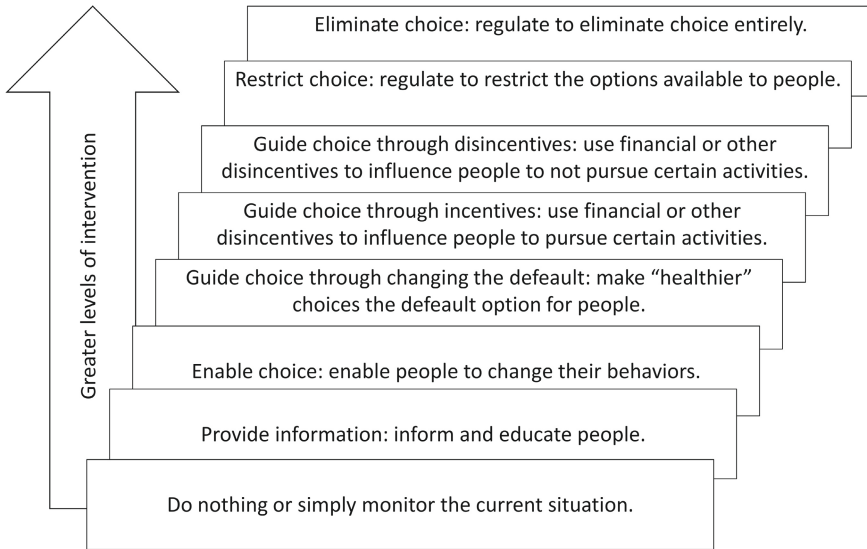 Eliminate choice: regulate to eliminate choice entirely.
Restrict choice: regulate to restrict the options available to people.
Guide choice through disincentives: use financial or other
disincentives to influence people to not pursue certain activities.
Guide choice through incentives: use financial or other
disincentives to influence people to pursue certain activities.
Guide choice through changing the defeault: make “healthier”
choices the defeault option for people.
Enable choice: enable people to change their behaviors.
Provide information: inform and educate people.
Do nothing or simply monitor the current situation.
Greater levels of intervention